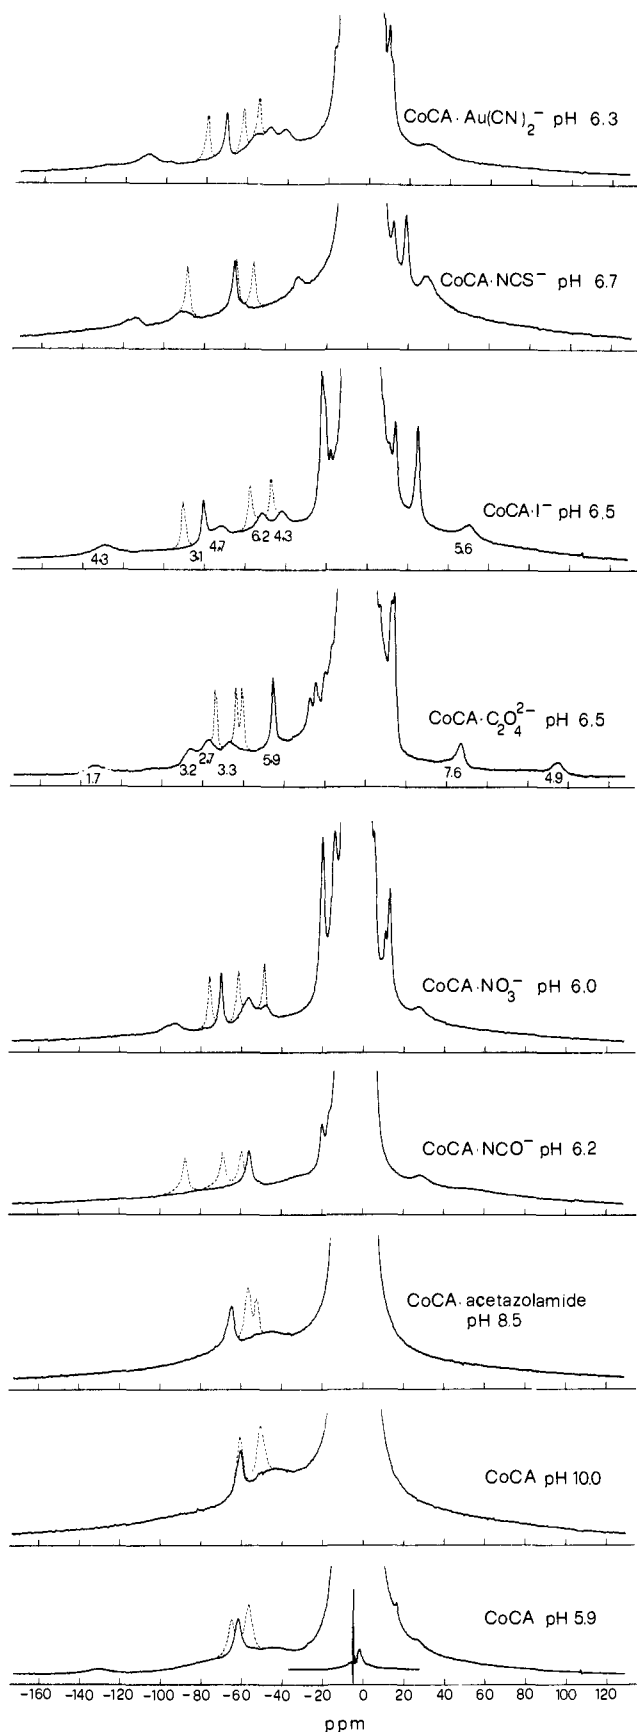 CoCA · Au(CN)₂⁻ pH 6.3
CoCA · NCS⁻ pH 6.7
CoCA · I⁻ pH 6.5
4.3 3.1 4.7 6.2 4.3 5.6
CoCA · C₂O₄²⁻ pH 6.5
1.7 3.2 2.7 3.3 5.9 7.6 4.9
CoCA · NO₃⁻ pH 6.0
CoCA · NCO⁻ pH 6.2
CoCA · acetazolamide
pH 8.5
CoCA pH 10.0
CoCA pH 5.9
-160 -140 -120 -100 -80 -60 -40 -20 0 20 40 60 80 100 120
ppm